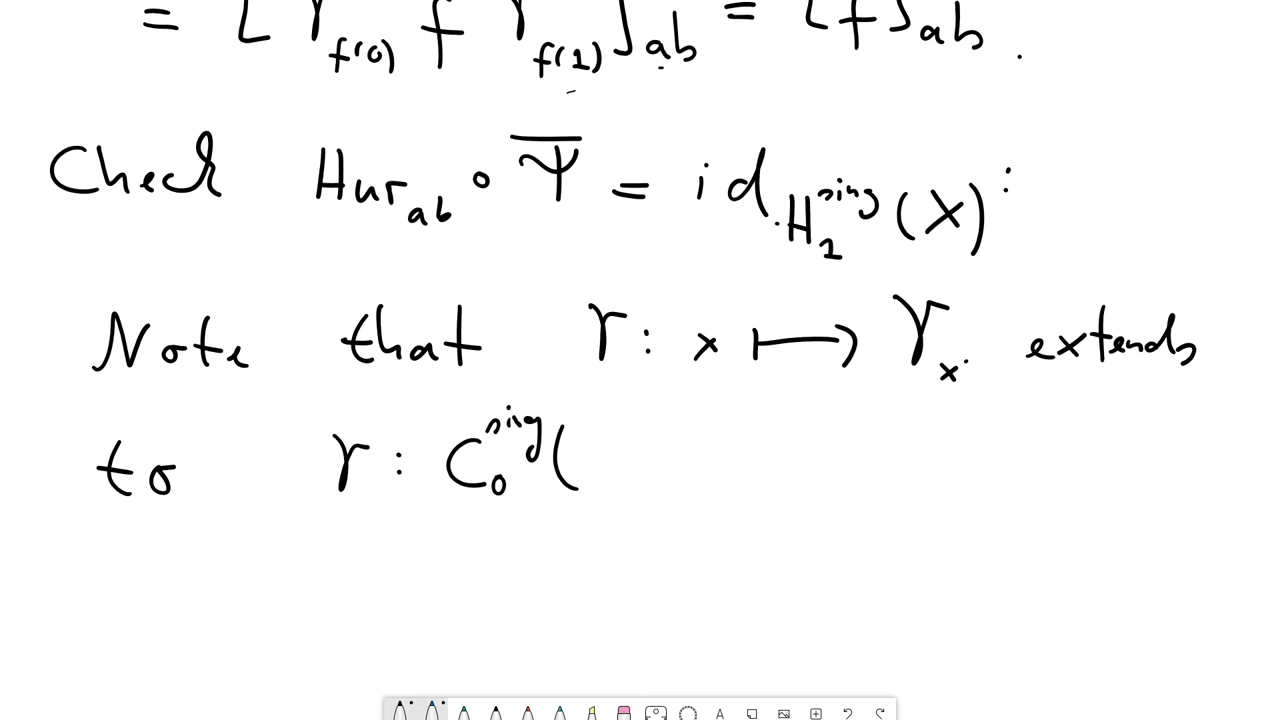 = [ γ_{f(0)} f γ_{f(1)} ]_{ab} = [f]_{ab} .
Check Hur_{ab} ∘ \overline{Ψ} = id_{H_1^{sing}(X)} :
Note that γ : x ⟼ γ_x extends
to γ : C_0^{sing}(